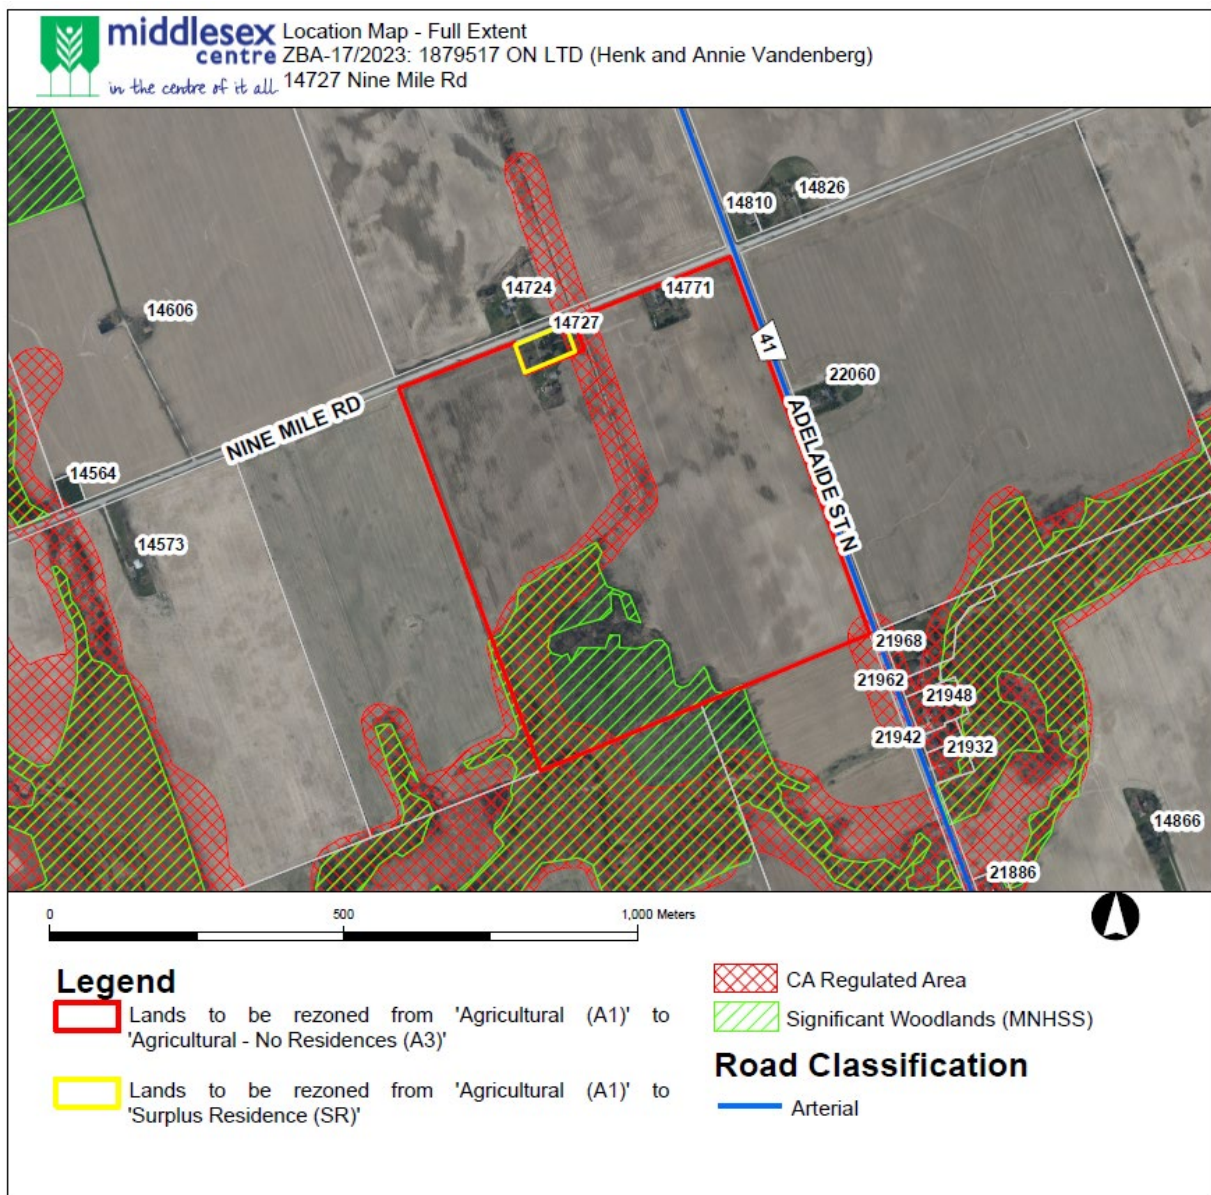 middlesex
centre
in the centre of it all
Location Map - Full Extent
ZBA-17/2023: 1879517 ON LTD (Henk and Annie Vandenberg)
14727 Nine Mile Rd
14826
14810
14724
14771
14606
14727
41
22060
NINE MILE RD
ADELAIDE ST N
14564
14573
21968
21962
21948
21942
21932
14866
21886
0 500 1,000 Meters
Legend
Lands to be rezoned from 'Agricultural (A1)' to
'Agricultural - No Residences (A3)'
Lands to be rezoned from 'Agricultural (A1)' to
'Surplus Residence (SR)'
CA Regulated Area
Significant Woodlands (MNHSS)
Road Classification
Arterial